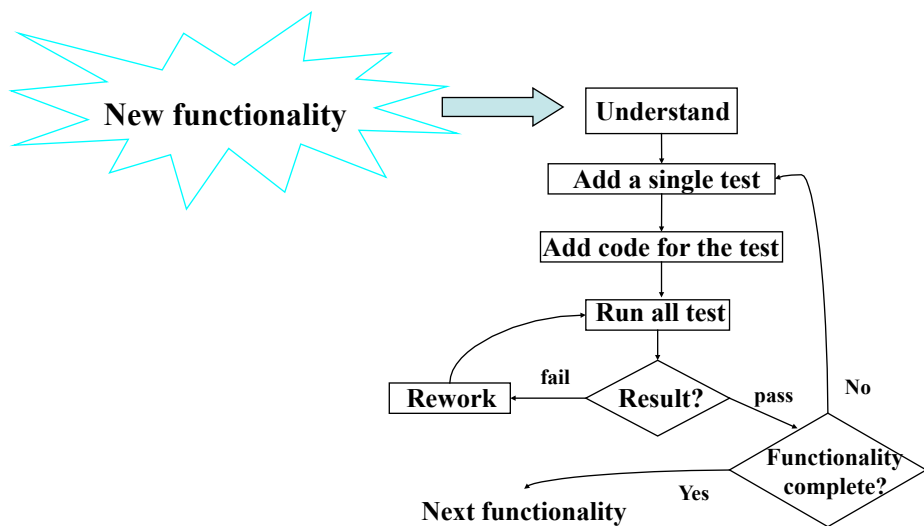 New functionality
Understand
Add a single test
Add code for the test
Run all test
fail
Rework
Result?
pass
No
Functionality
complete?
Yes
Next functionality